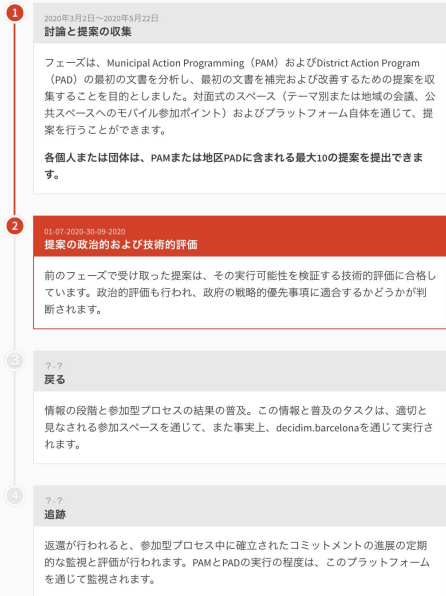 1
2020年3月2日～2020年5月22日
討論と提案の収集
フェーズは、Municipal Action Programming（PAM）およびDistrict Action Program
（PAD）の最初の文書を分析し、最初の文書を補完および改善するための提案を収
集することを目的としました。対面式のスペース（テーマ別または地域の会議、公
共スペースへのモバイル参加ポイント）およびプラットフォーム自体を通じて、提
案を行うことができます。
各個人または団体は、PAMまたは地区PADに含まれる最大10の提案を提出できま
す。
2
01-07-2020-30-09-2020
提案の政治的および技術的評価
前のフェーズで受け取った提案は、その実行可能性を検証する技術的評価に合格し
ています。政治的評価も行われ、政府の戦略的優先事項に適合するかどうかが判
断されます。
3
? - ?
戻る
情報の段階と参加型プロセスの結果の普及。この情報と普及のタスクは、適切と
見なされる参加スペースを通じて、また事実上、decidim.barcelonaを通じて実行さ
れます。
4
? - ?
追跡
返還が行われると、参加型プロセス中に確立されたコミットメントの進展の定期
的な監視と評価が行われます。PAMとPADの実行の程度は、このプラットフォーム
を通じて監視されます。